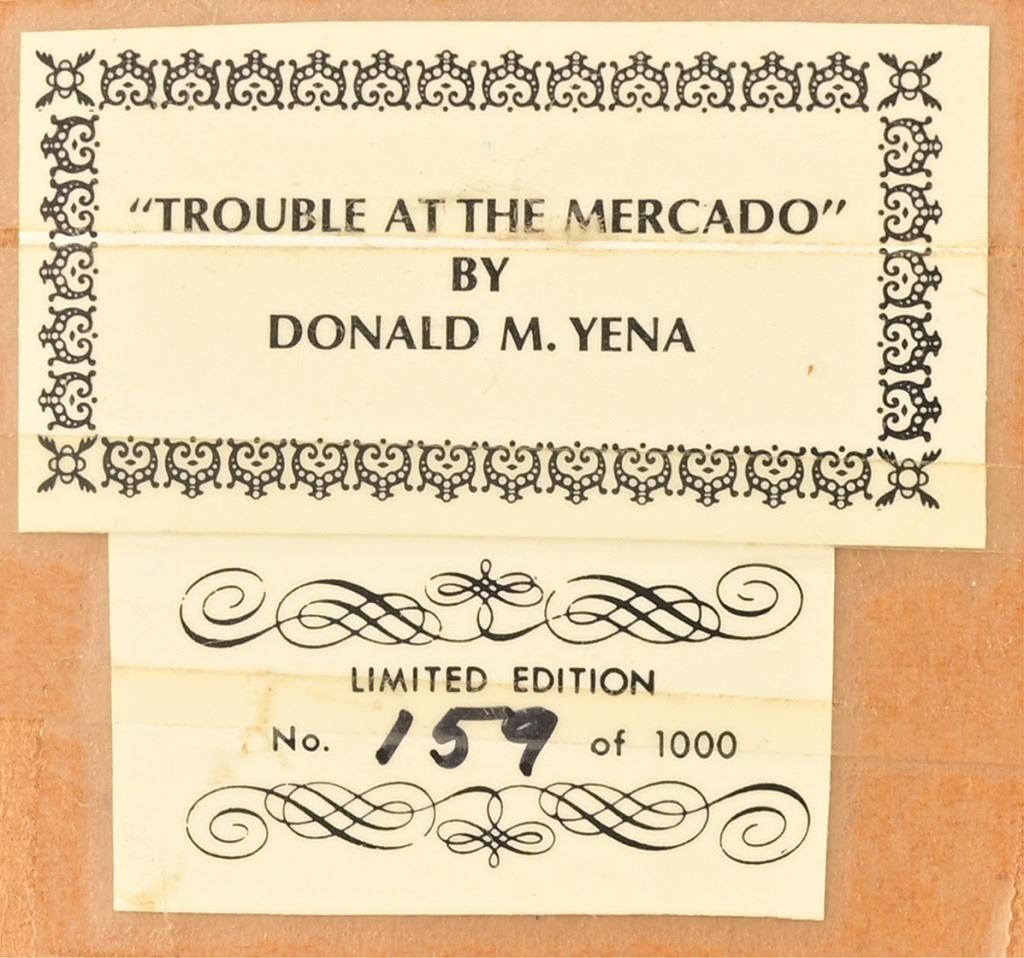 “TROUBLE AT THE MERCADO”
BY
DONALD M. YENA
LIMITED EDITION
No. 159 of 1000